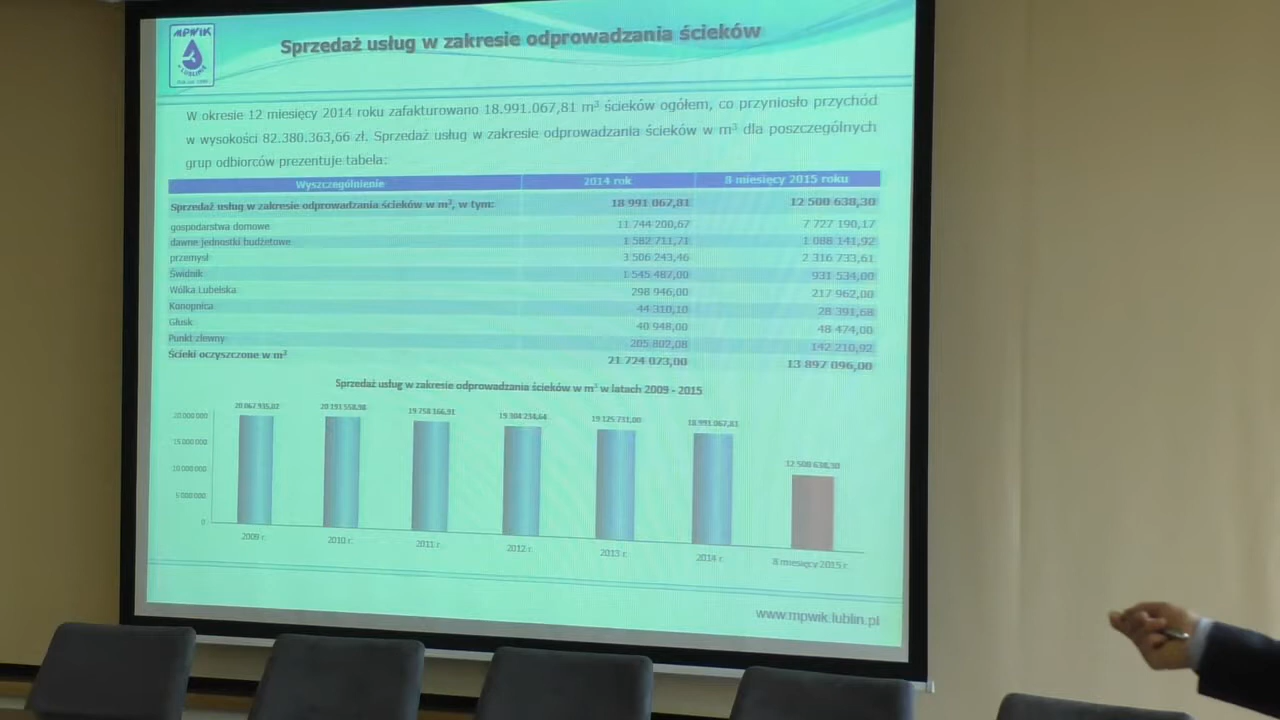 MPWIK
LUBLIN
Sprzedaż usług w zakresie odprowadzania ścieków
W okresie 12 miesięcy 2014 roku zafakturowano 18.991.067,81 m³ ścieków ogółem, co przyniosło przychód
w wysokości 82.380.363,66 zł. Sprzedaż usług w zakresie odprowadzania ścieków w m³ dla poszczególnych
grup odbiorców prezentuje tabela:
Wyszczególnienie 2014 rok 8 miesięcy 2015 roku
Sprzedaż usług w zakresie odprowadzania ścieków w m³, w tym: 18 991 067,81 12 500 638,30
gospodarstwa domowe 11 744 200,67 7 727 190,17
dawne jednostki budżetowe 1 582 711,71 1 088 141,92
przemysł 3 506 243,46 2 316 733,61
Świdnik 1 545 487,00 931 534,00
Wólka Lubelska 298 946,00 217 962,00
Konopnica 44 310,10 28 391,68
Głusk 40 948,00 48 474,00
Punkt zlewny 205 802,08 142 210,92
Ścieki oczyszczone w m³ 21 724 073,00 13 897 096,00
Sprzedaż usług w zakresie odprowadzania ścieków w m³ w latach 2009 - 2015
20 067 935,02 20 193 558,98 19 758 166,91 19 304 234,64 19 125 731,00 18 991 067,81 12 500 638,30
20 000 000
15 000 000
10 000 000
5 000 000
0
2009 r. 2010 r. 2011 r. 2012 r. 2013 r. 2014 r. 8 miesięcy 2015 r.
www.mpwik.lublin.pl